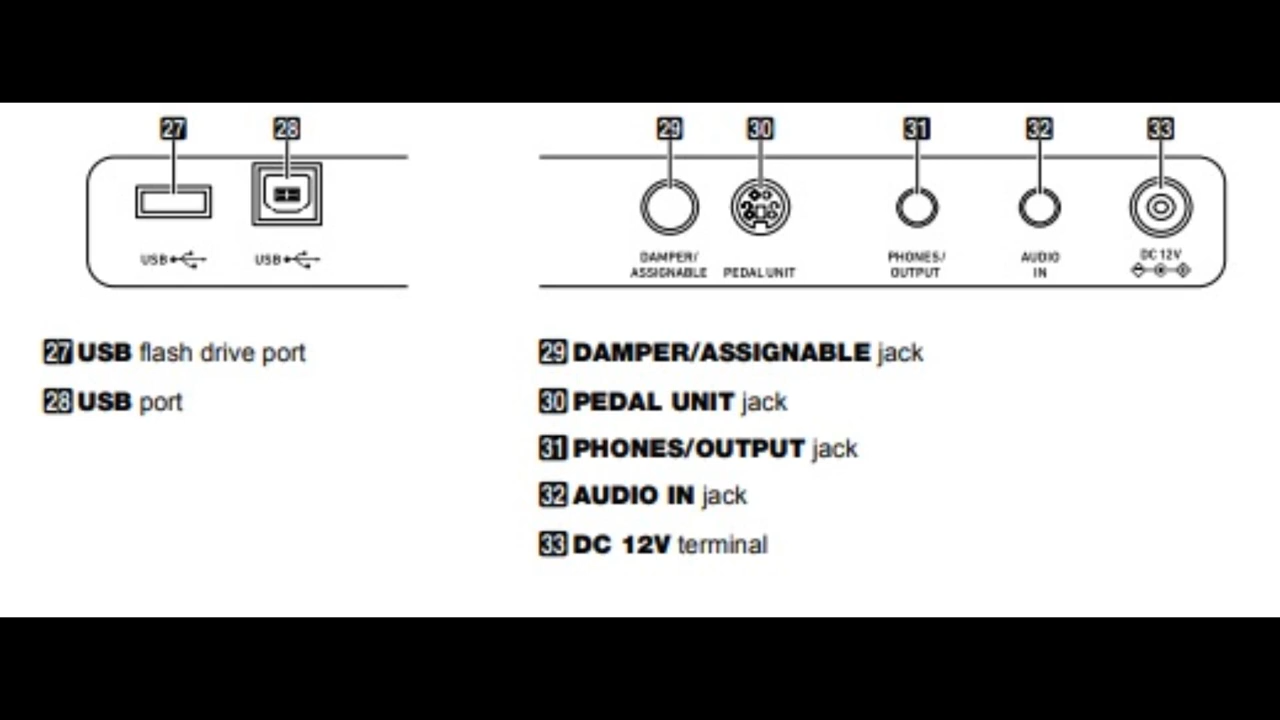 27 28 29 30 31 32 33
USB USB
DAMPER/
ASSIGNABLE
PEDAL UNIT
PHONES/
OUTPUT
AUDIO
IN
DC 12V
27 USB flash drive port
28 USB port
29 DAMPER/ASSIGNABLE jack
30 PEDAL UNIT jack
31 PHONES/OUTPUT jack
32 AUDIO IN jack
33 DC 12V terminal